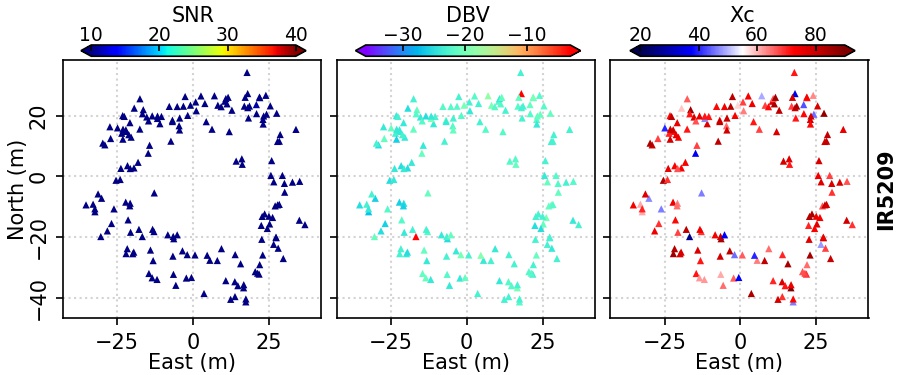 SNR DBV Xc
10 20 30 40 −30 −20 −10 20 40 60 80
20
0
−20
−40
North (m)
−25 0 25 −25 0 25 −25 0 25
East (m) East (m) East (m)
IR5209